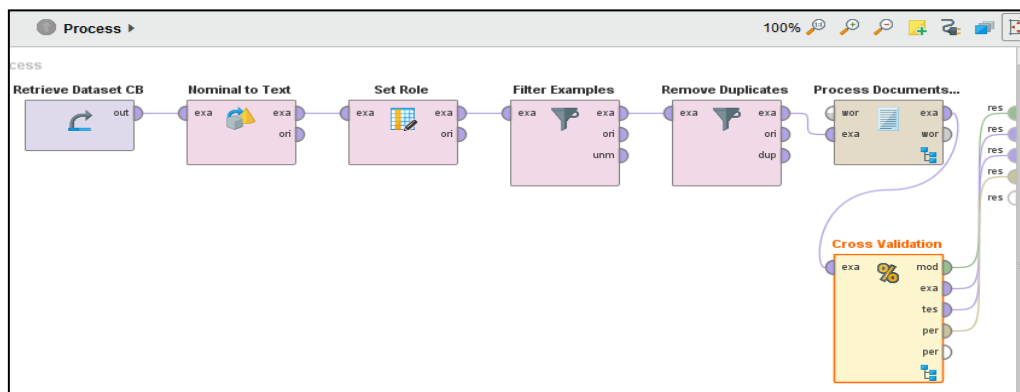 Process
100%
cess
Retrieve Dataset CB
Nominal to Text
Set Role
Filter Examples
Remove Duplicates
Process Documents...
out
exa
exa
ori
exa
exa
ori
exa
exa
ori
unm
exa
exa
ori
dup
wor
exa
exa
wor
res
res
res
res
res
Cross Validation
exa
%
mod
exa
tes
per
per